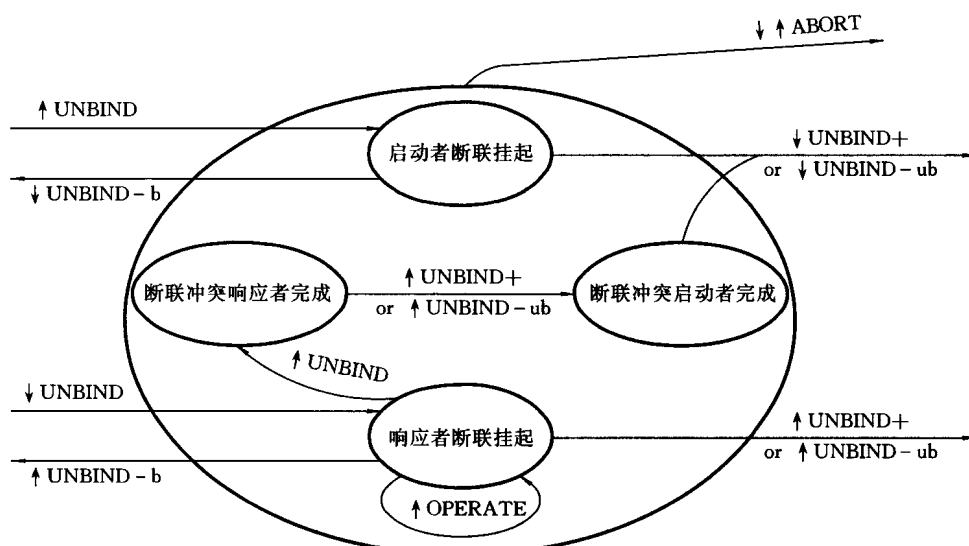 ↓ ↑ ABORT
↑ UNBIND
启动者断联挂起
↓ UNBIND+
or ↓ UNBIND-ub
↓ UNBIND-b
断联冲突响应者完成
↑ UNBIND+
or ↑ UNBIND-ub
断联冲突启动者完成
↑ UNBIND
↓ UNBIND
响应者断联挂起
↑ UNBIND+
or ↑ UNBIND-ub
↑ UNBIND-b
↑ OPERATE